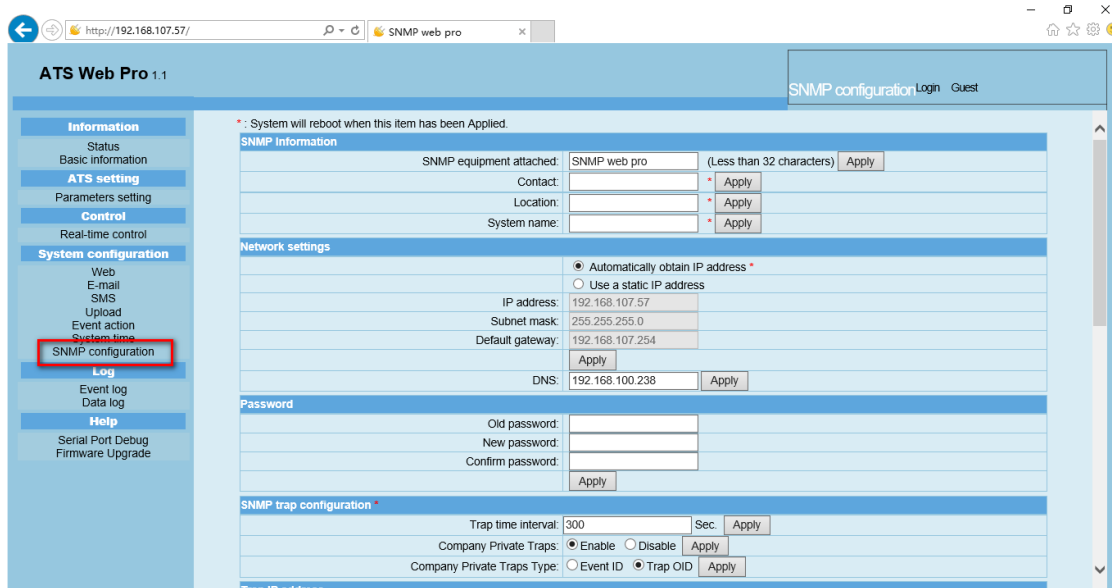 http://192.168.107.57/
SNMP web pro
ATS Web Pro 1.1
SNMP configuration Login Guest
Information
Status
Basic information
ATS setting
Parameters setting
Control
Real-time control
System configuration
Web
E-mail
SMS
Upload
Event action
System time
SNMP configuration
Log
Event log
Data log
Help
Serial Port Debug
Firmware Upgrade
* : System will reboot when this item has been Applied.
SNMP Information
SNMP equipment attached: SNMP web pro (Less than 32 characters) Apply
Contact: * Apply
Location: * Apply
System name: * Apply
Network settings
Automatically obtain IP address *
Use a static IP address
IP address: 192.168.107.57
Subnet mask: 255.255.255.0
Default gateway: 192.168.107.254
Apply
DNS: 192.168.100.238 Apply
Password
Old password:
New password:
Confirm password:
Apply
SNMP trap configuration *
Trap time interval: 300 Sec. Apply
Company Private Traps: Enable Disable Apply
Company Private Traps Type: Event ID Trap OID Apply
Trap IP address